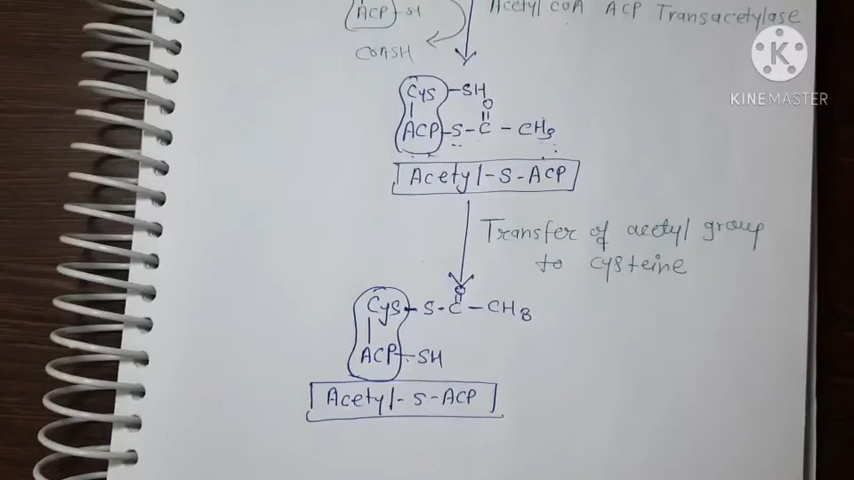 ACP-SH
Acetyl COA ACP Transacetylase
COASH
Cys-SH
O
ACP-S-C-CH3
Acetyl-S-ACP
Transfer of acetyl group
to cysteine
O
Cys-S-C-CH3
ACP-SH
Acetyl-S-ACP
K
KINEMASTER